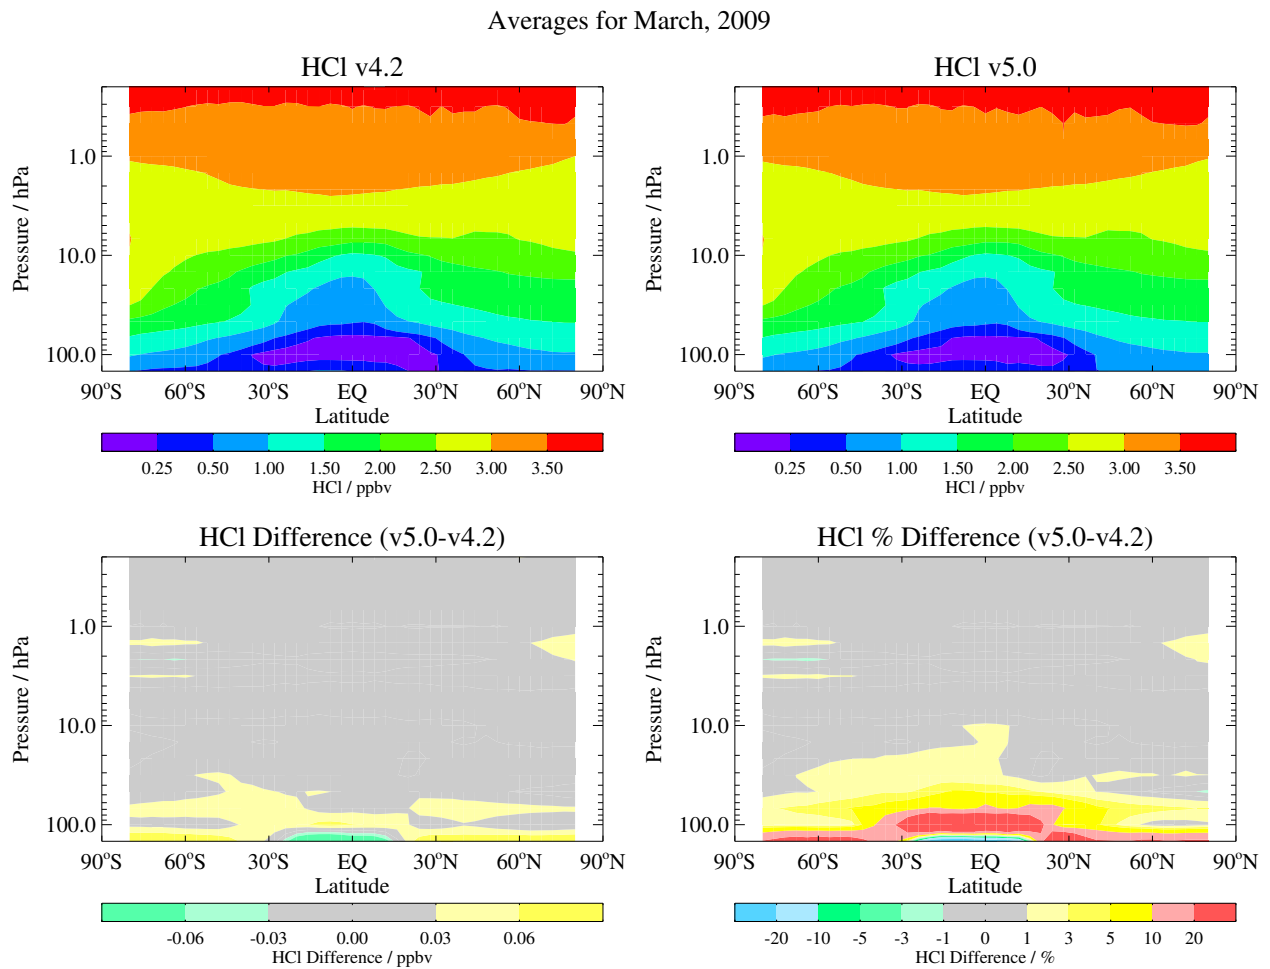 Averages for March, 2009
HCl v4.2
HCl v5.0
Pressure / hPa
1.0
10.0
100.0
90°S 60°S 30°S EQ 30°N 60°N 90°N
Latitude
0.25 0.50 1.00 1.50 2.00 2.50 3.00 3.50
HCl / ppbv
Pressure / hPa
1.0
10.0
100.0
90°S 60°S 30°S EQ 30°N 60°N 90°N
Latitude
0.25 0.50 1.00 1.50 2.00 2.50 3.00 3.50
HCl / ppbv
HCl Difference (v5.0-v4.2)
HCl % Difference (v5.0-v4.2)
Pressure / hPa
1.0
10.0
100.0
90°S 60°S 30°S EQ 30°N 60°N 90°N
Latitude
-0.06 -0.03 0.00 0.03 0.06
HCl Difference / ppbv
Pressure / hPa
1.0
10.0
100.0
90°S 60°S 30°S EQ 30°N 60°N 90°N
Latitude
-20 -10 -5 -3 -1 0 1 3 5 10 20
HCl Difference / %